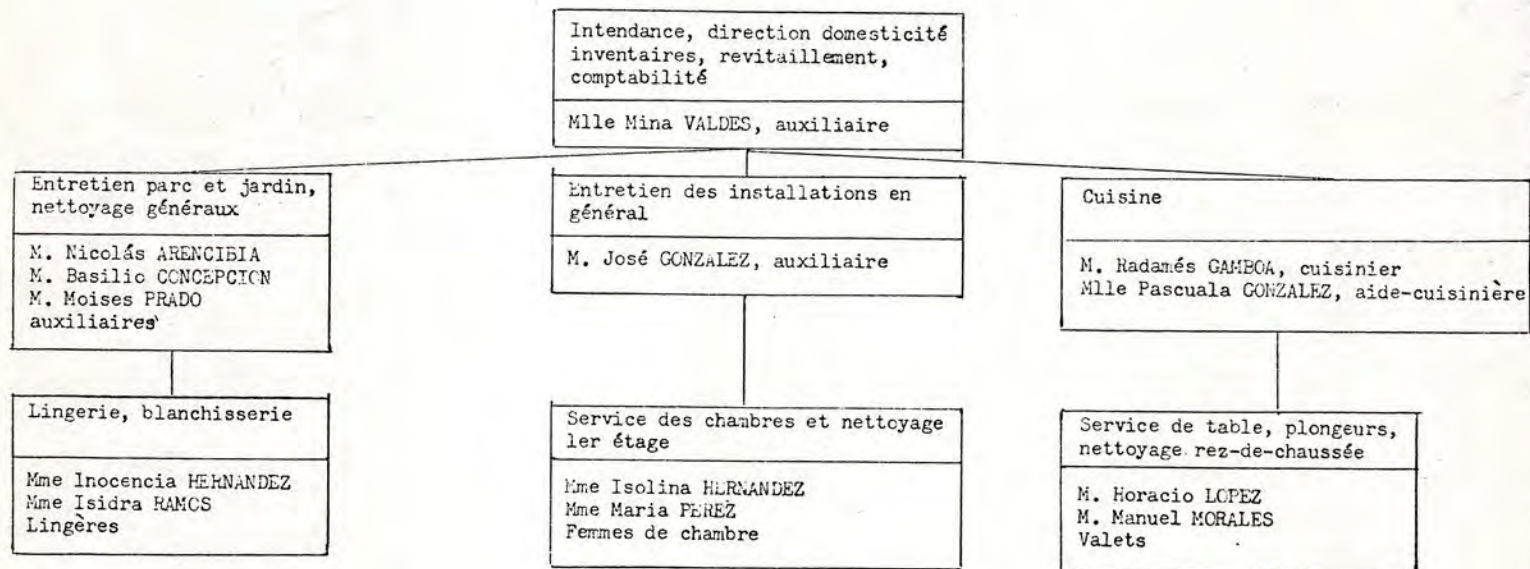 Intendance, direction domesticité
inventaires, revitaillement,
comptabilité
Mlle Mina VALDES, auxiliaire
Entretien parc et jardin,
nettoyage généraux
M. Nicolás ARENCIBIA
M. Basilio CONCEPCION
M. Moises PRADO
auxiliaires
Entretien des installations en
général
M. José GONZALEZ, auxiliaire
Cuisine
M. Radamés GAMBOA, cuisinier
Mlle Pascuala GONZALEZ, aide-cuisinière
Lingerie, blanchisserie
Mme Inocencia HERNANDEZ
Mme Isidra RAMOS
Lingères
Service des chambres et nettoyage
1er étage
Mme Isolina HERNANDEZ
Mme Maria PEREZ
Femmes de chambre
Service de table, plongeurs,
nettoyage rez-de-chaussée
M. Horacio LOPEZ
M. Manuel MORALES
Valets